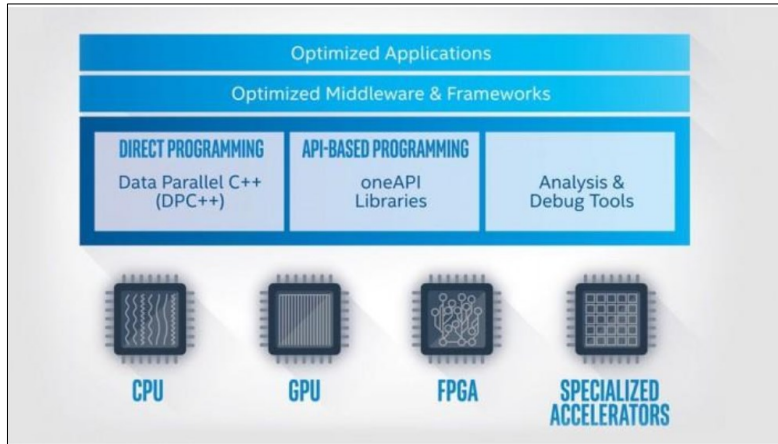 Optimized Applications
Optimized Middleware & Frameworks
DIRECT PROGRAMMING
Data Parallel C++
(DPC++)
API-BASED PROGRAMMING
oneAPI
Libraries
Analysis &
Debug Tools
CPU
GPU
FPGA
SPECIALIZED
ACCELERATORS